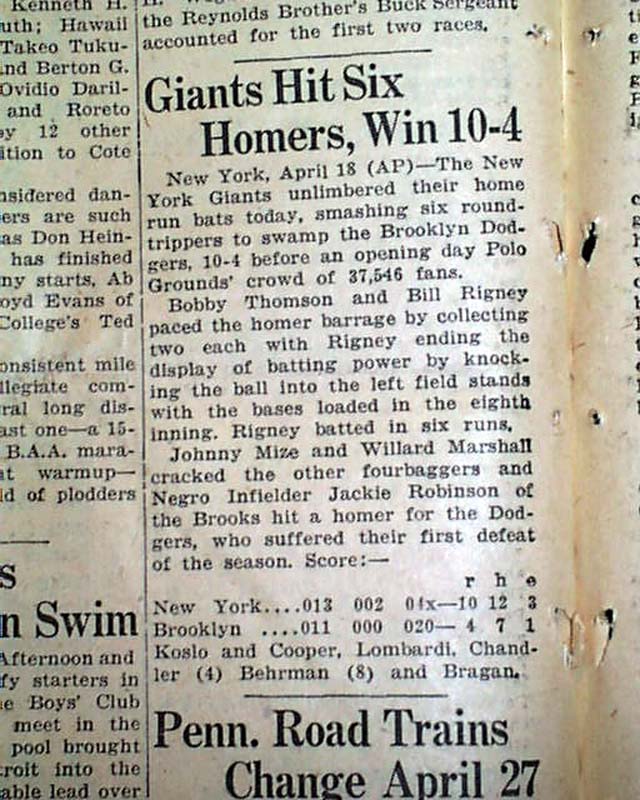 Kenneth H.
uth; Hawaii
Takeo Tuku-
and Berton G.
Ovidio Daril-
and Roreto
by 12 other
ition to Cote
nsidered dan-
ers are such
as Don Hein-
has finished
ny starts, Ab
oyd Evans of
College's Ted
onsistent mile
llegiate com-
ral long dis-
ast one—a 15-
B.A.A. mara-
at warmup—
ld of plodders
s
n Swim
Afternoon and
fy starters in
e Boys' Club
meet in the
pool brought
troit into the
able lead over
the Reynolds Brother's Buck Sergeant
accounted for the first two races.
Giants Hit Six
Homers, Win 10-4
New York, April 18 (AP)—The New
York Giants unlimbered their home
run bats today, smashing six round-
trippers to swamp the Brooklyn Dod-
gers, 10-4 before an opening day Polo
Grounds' crowd of 37,546 fans.
Bobby Thomson and Bill Rigney
paced the homer barrage by collecting
two each with Rigney ending the
display of batting power by knock-
ing the ball into the left field stands
with the bases loaded in the eighth
inning. Rigney batted in six runs.
Johnny Mize and Willard Marshall
cracked the other fourbaggers and
Negro Infielder Jackie Robinson of
the Brooks hit a homer for the Dod-
gers, who suffered their first defeat
of the season. Score:—
r h e
New York....013 002 04x—10 12 3
Brooklyn ....011 000 020— 4 7 1
Koslo and Cooper, Lombardi, Chand-
ler (4) Behrman (8) and Bragan.
Penn. Road Trains
Change April 27